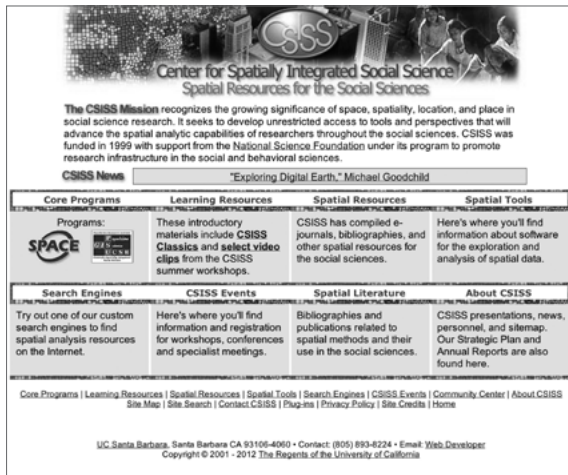 CSISS
Center for Spatially Integrated Social Science
Spatial Resources for the Social Sciences
The CSISS Mission recognizes the growing significance of space, spatiality, location, and place in
social science research. It seeks to develop unrestricted access to tools and perspectives that will
advance the spatial analytic capabilities of researchers throughout the social sciences. CSISS was
funded in 1999 with support from the National Science Foundation under its program to promote
research infrastructure in the social and behavioral sciences.
CSISS News
"Exploring Digital Earth," Michael Goodchild
Core Programs
Programs:
SPACE
Learning Resources
These introductory
materials include CSISS
Classics and select video
clips from the CSISS
summer workshops.
Spatial Resources
CSISS has compiled e-
journals, bibliographies, and
other spatial resources for
the social sciences.
Spatial Tools
Here's where you'll find
information about software
for the exploration and
analysis of spatial data.
Search Engines
Try out one of our custom
search engines to find
spatial analysis resources
on the Internet.
CSISS Events
Here's where you'll find
information and registration
for workshops, conferences
and specialist meetings.
Spatial Literature
Bibliographies and
publications related to
spatial methods and their
use in the social sciences.
About CSISS
CSISS presentations, news,
personnel, and sitemap.
Our Strategic Plan and
Annual Reports are also
found here.
Core Programs | Learning Resources | Spatial Resources | Spatial Tools | Search Engines | CSISS Events | Community Center | About CSISS
Site Map | Site Search | Contact CSISS | Plug-ins | Privacy Policy | Site Credits | Home
UC Santa Barbara, Santa Barbara CA 93106-4060 • Contact: (805) 893-8224 • Email: Web Developer
Copyright © 2001 - 2012 The Regents of the University of California